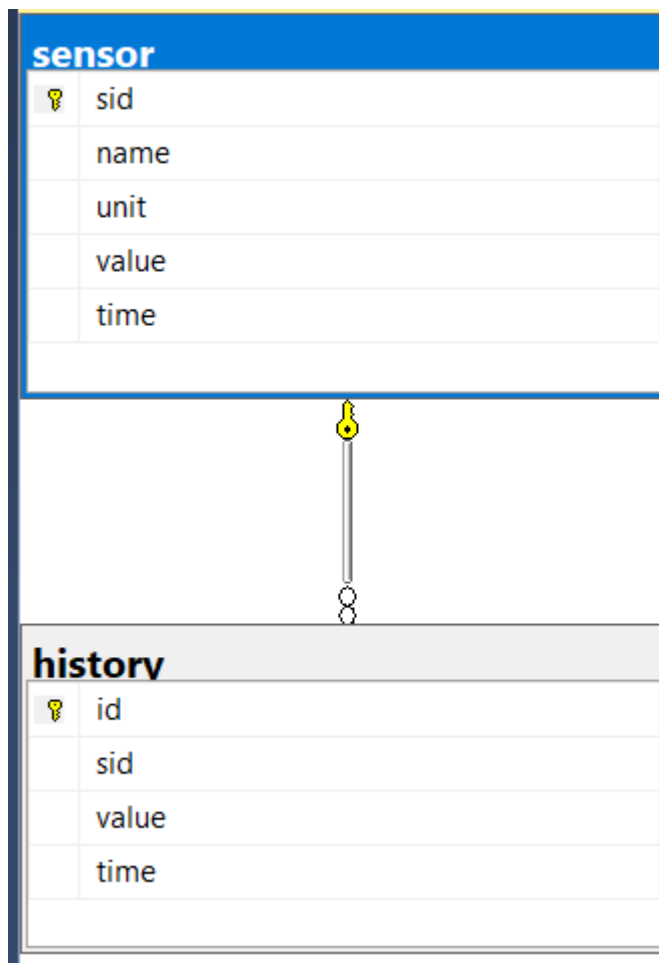 sensor
sid
name
unit
value
time
history
id
sid
value
time